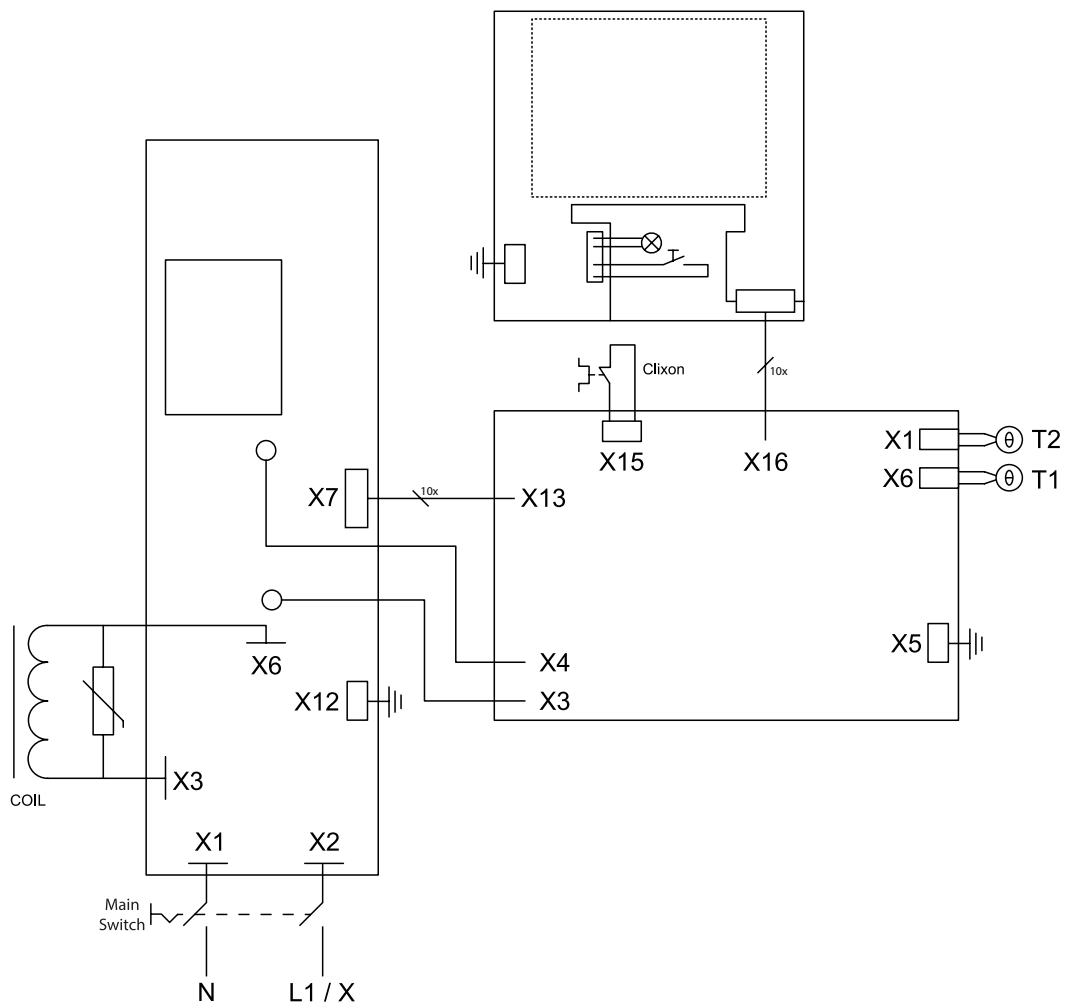 Clixon
10x
X15
X16
X1
T2
X6
T1
X7
10x
X13
X6
X4
X5
X12
X3
X3
COIL
X1
X2
Main
Switch
N
L1 / X
θ
θ